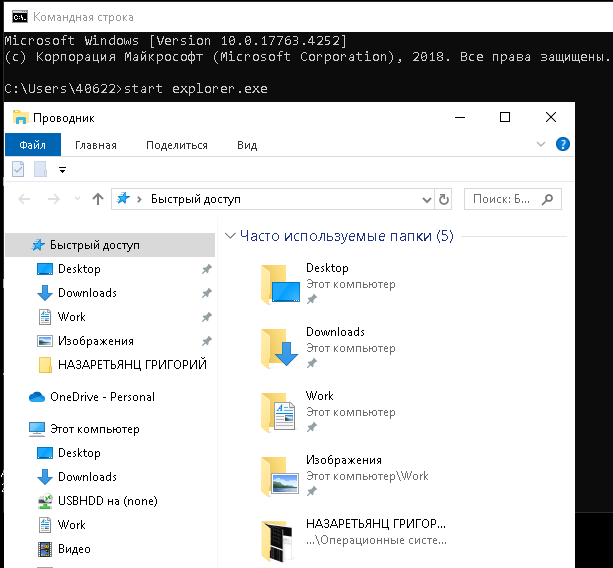 Командная строка
Microsoft Windows [Version 10.0.17763.4252]
(c) Корпорация Майкрософт (Microsoft Corporation), 2018. Все права защищены.
C:\Users\40622>start explorer.exe
Проводник
Файл Главная Поделиться Вид
Быстрый доступ Поиск: Б...
Быстрый доступ
Desktop
Downloads
Work
Изображения
НАЗАРЕТЬЯНЦ ГРИГОРИЙ
OneDrive - Personal
Этот компьютер
Desktop
Downloads
USBHDD на (none)
Work
Видео
Часто используемые папки (5)
Desktop
Этот компьютер
Downloads
Этот компьютер
Work
Этот компьютер
Изображения
Этот компьютер\Work
НАЗАРЕТЬЯНЦ ГРИГОР...
...\Операционные систе...